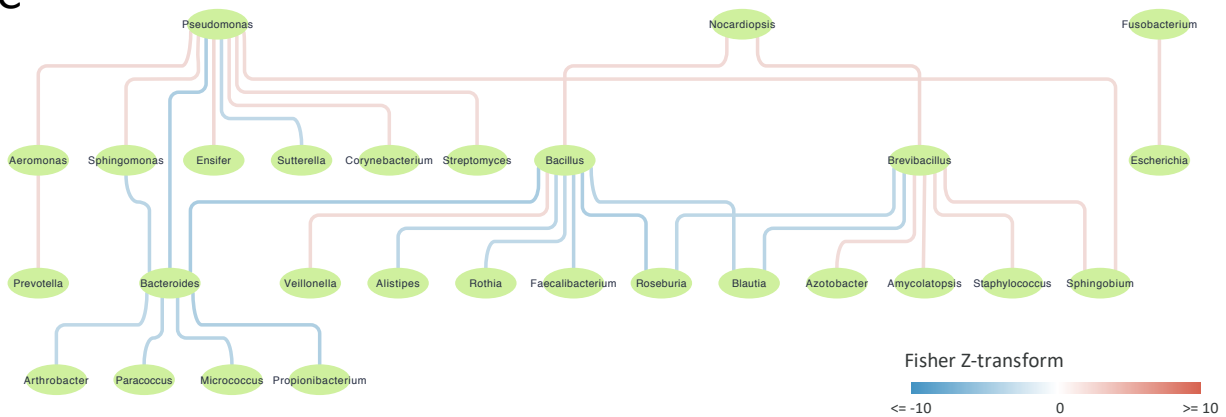 C
Pseudomonas Nocardiopsis Fusobacterium
Aeromonas Sphingomonas Ensifer Sutterella Corynebacterium Streptomyces Bacillus Brevibacillus Escherichia
Prevotella Bacteroides Veillonella Alistipes Rothia Faecalibacterium Roseburia Blautia Azotobacter Amycolatopsis Staphylococcus Sphingobium
Arthrobacter Paracoccus Micrococcus Propionibacterium
Fisher Z-transform
<= -10 0 >= 10